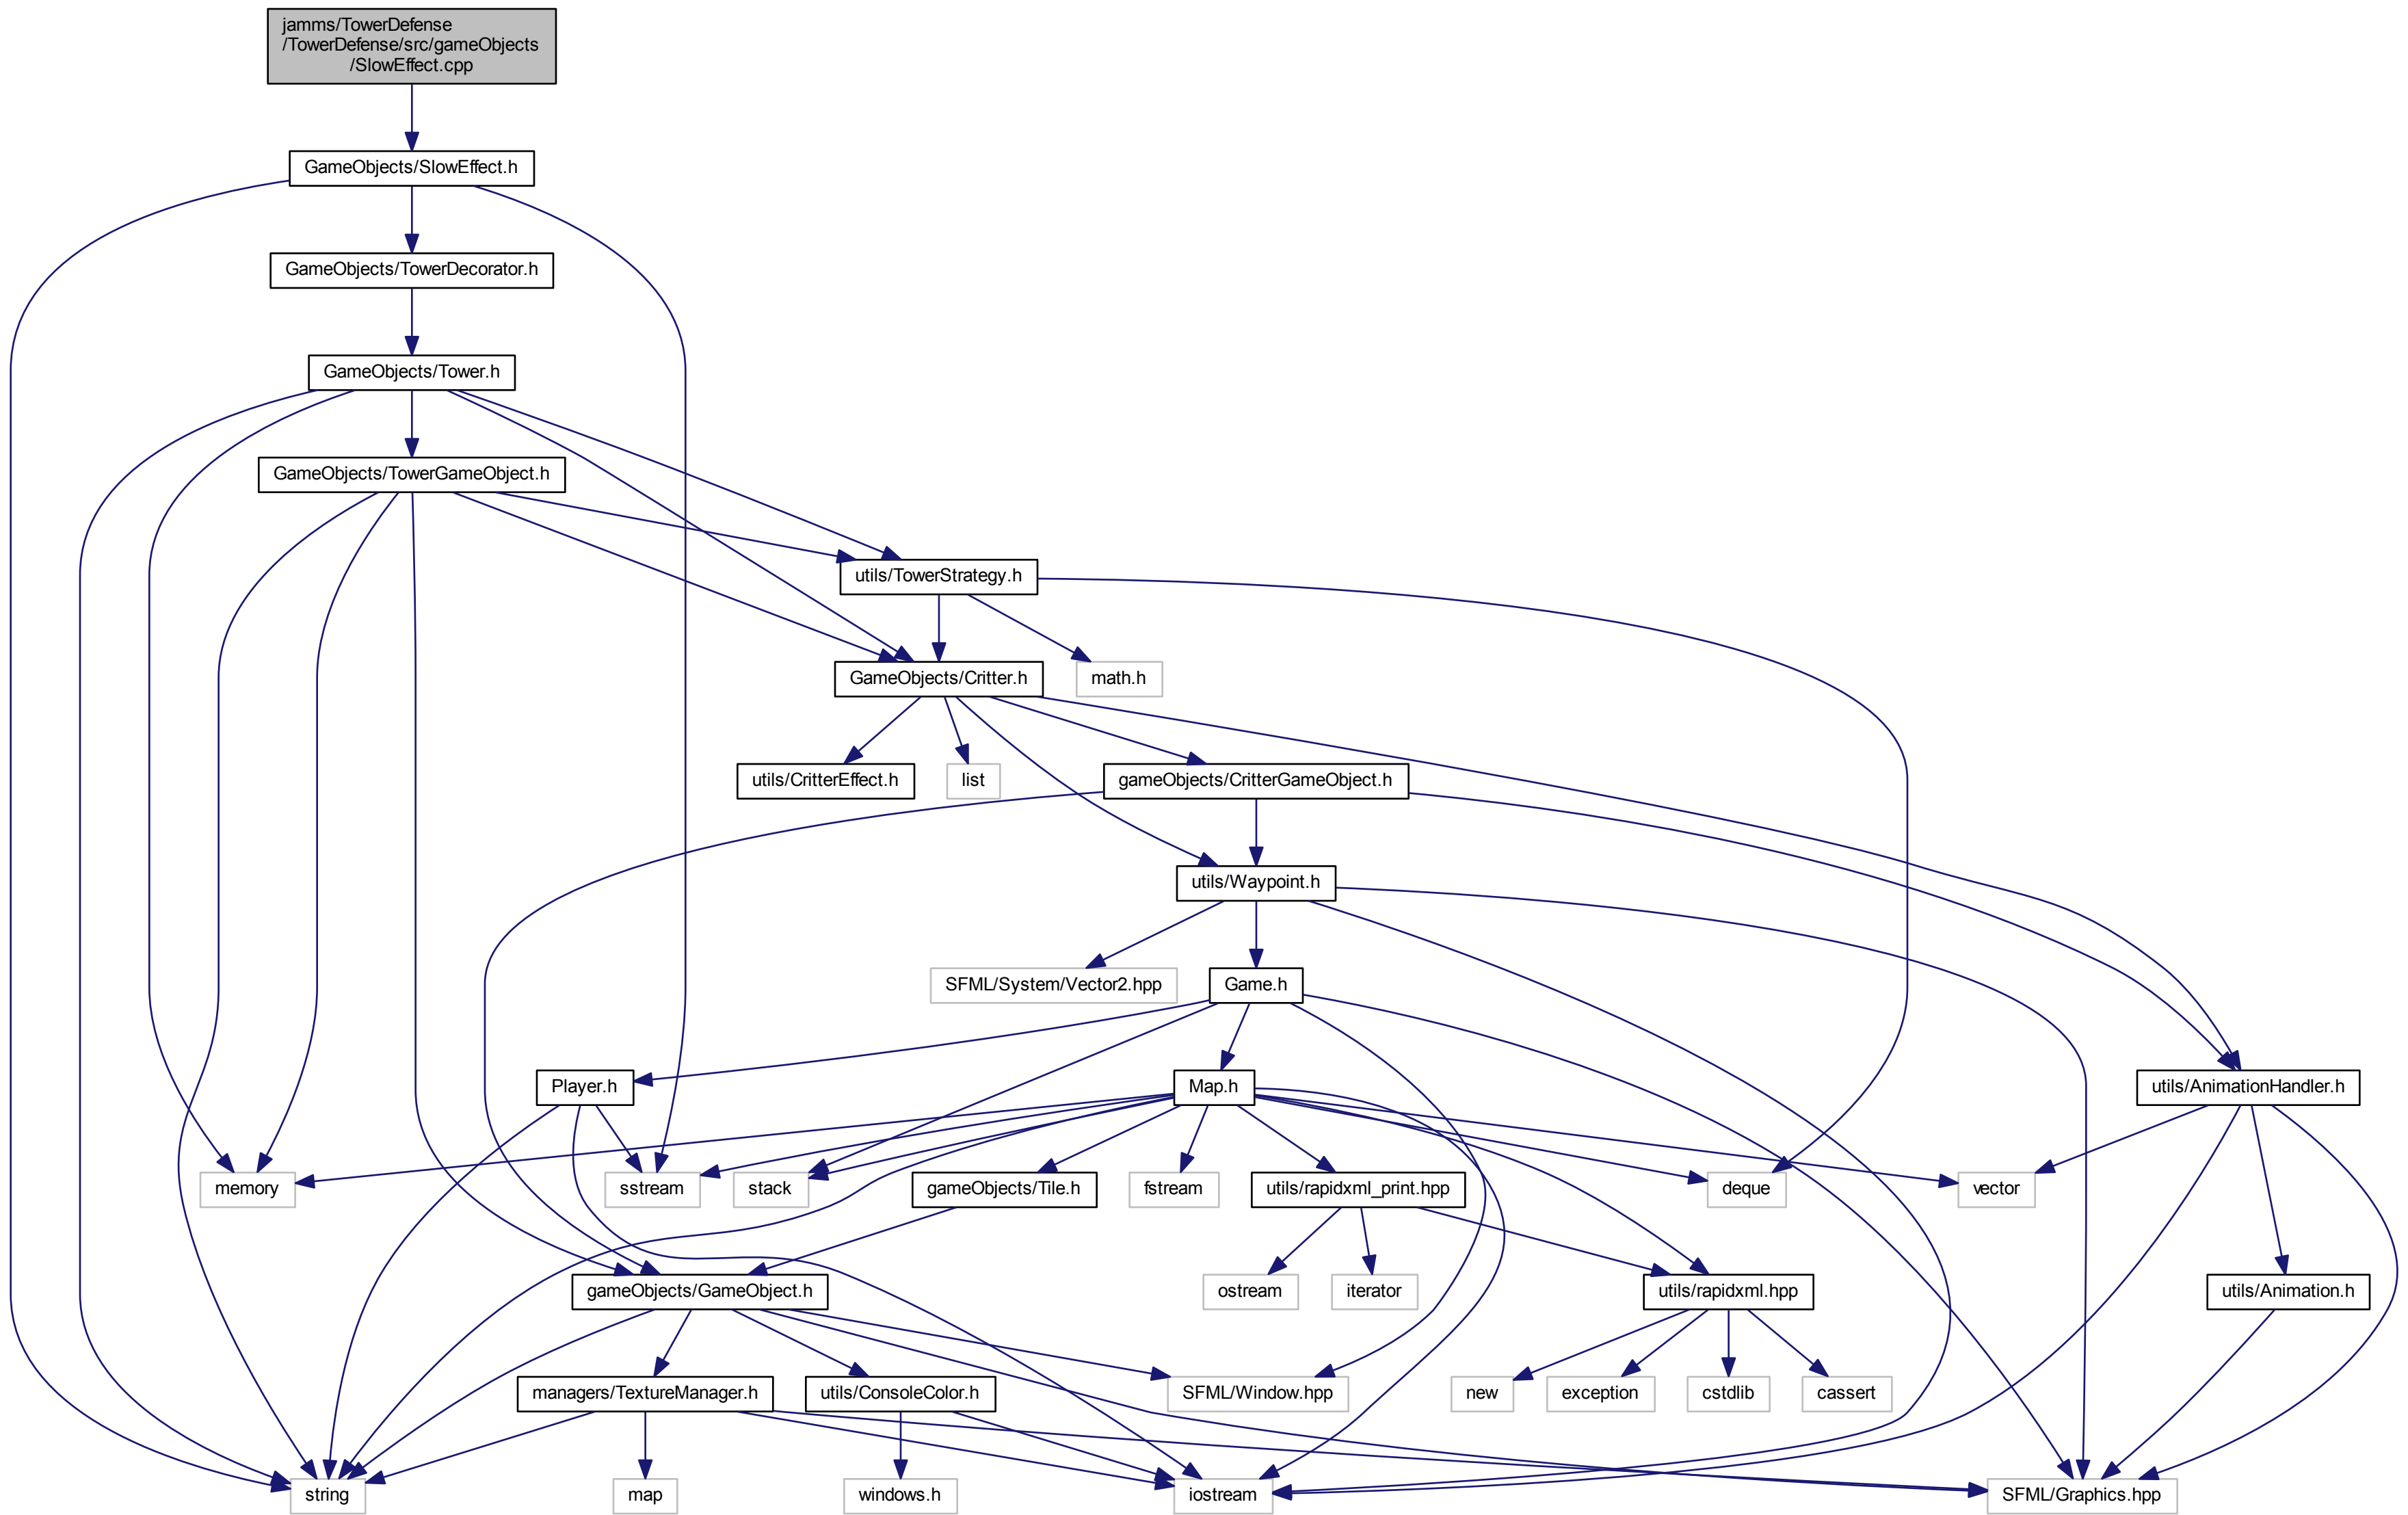 jamms/TowerDefense
/TowerDefense/src/gameObjects
/SlowEffect.cpp
GameObjects/SlowEffect.h
GameObjects/TowerDecorator.h
GameObjects/Tower.h
GameObjects/TowerGameObject.h
utils/TowerStrategy.h
GameObjects/Critter.h
math.h
utils/CritterEffect.h
list
gameObjects/CritterGameObject.h
utils/Waypoint.h
SFML/System/Vector2.hpp
Game.h
Player.h
Map.h
utils/AnimationHandler.h
memory
sstream
stack
gameObjects/Tile.h
fstream
utils/rapidxml_print.hpp
deque
vector
gameObjects/GameObject.h
ostream
iterator
utils/rapidxml.hpp
utils/Animation.h
managers/TextureManager.h
utils/ConsoleColor.h
SFML/Window.hpp
new
exception
cstdlib
cassert
string
map
windows.h
iostream
SFML/Graphics.hpp